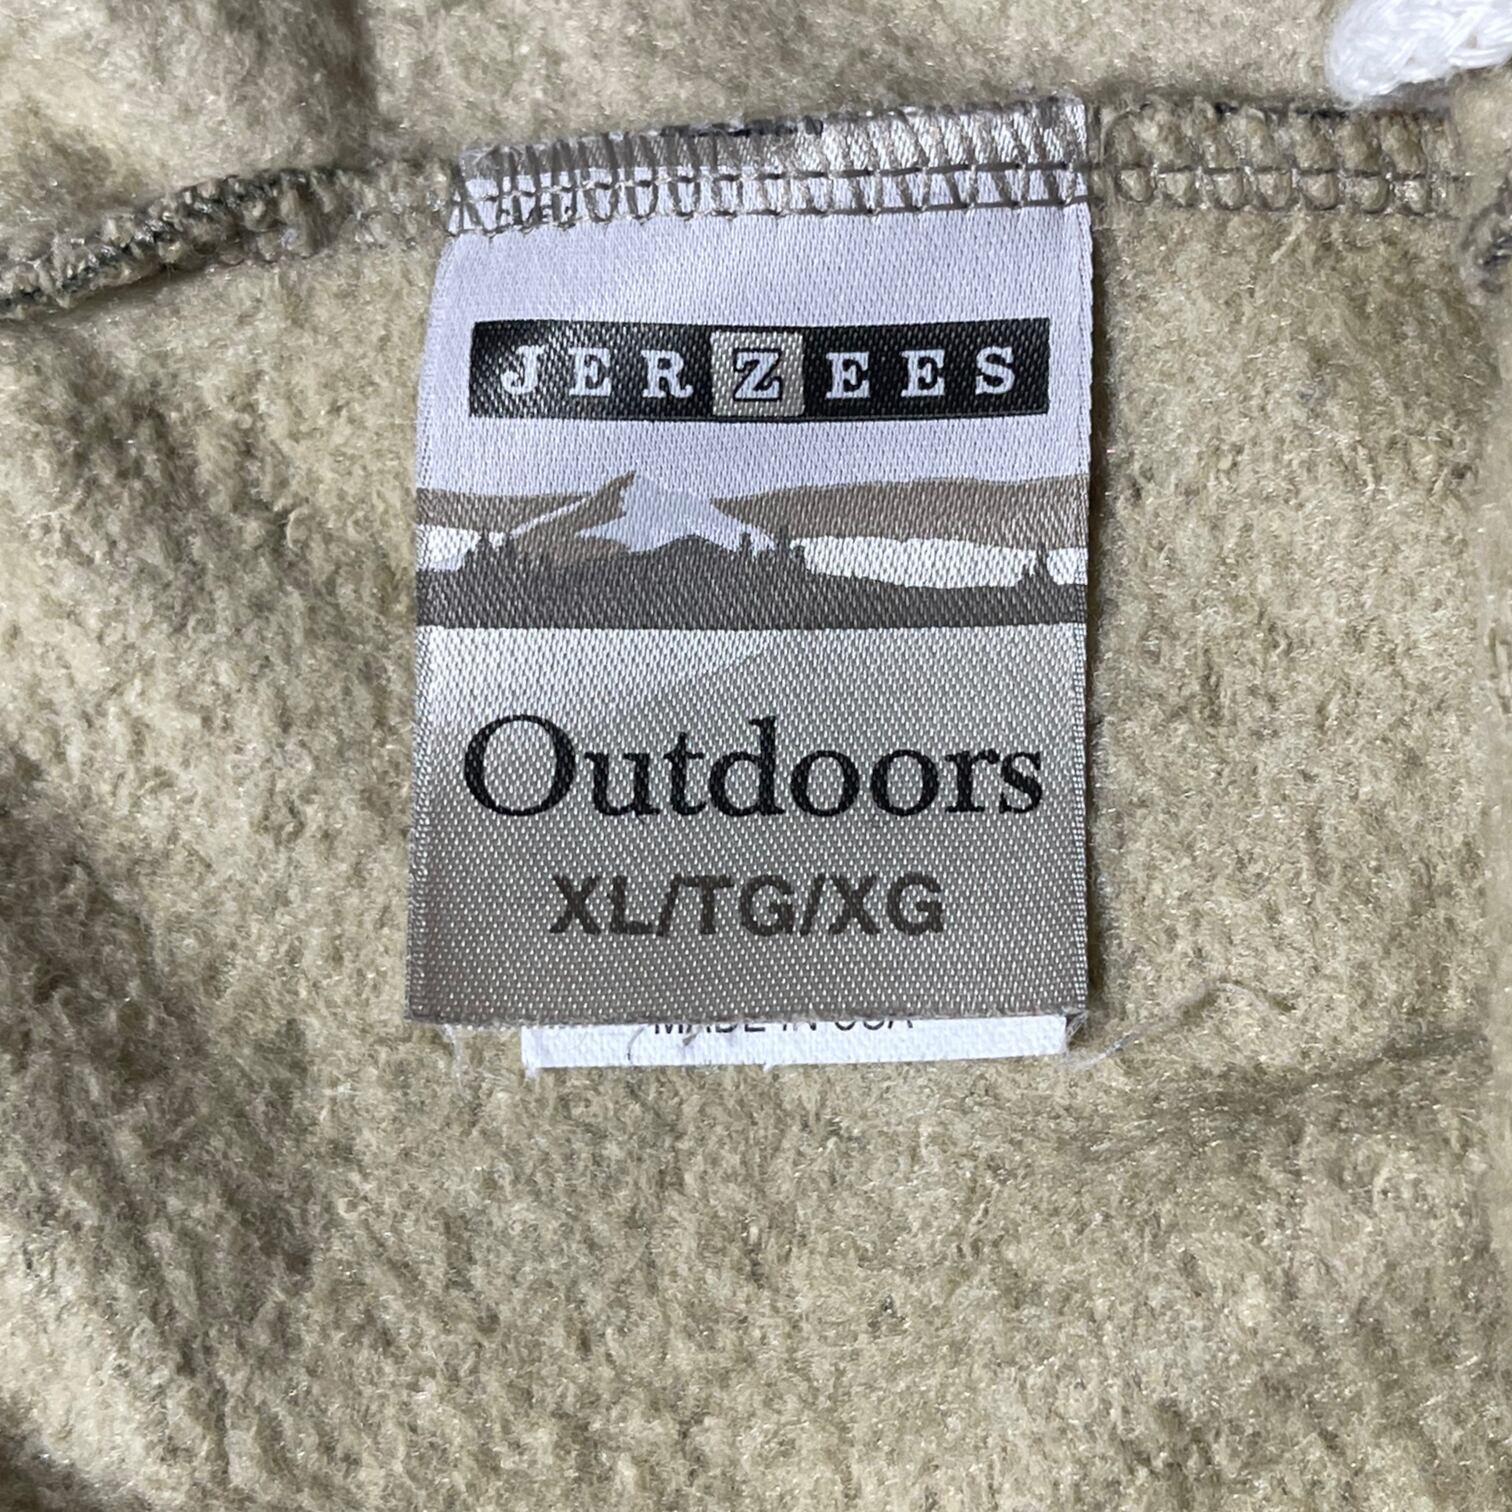 JERZEES
Outdoors
XL/TG/XG
MADE IN USA